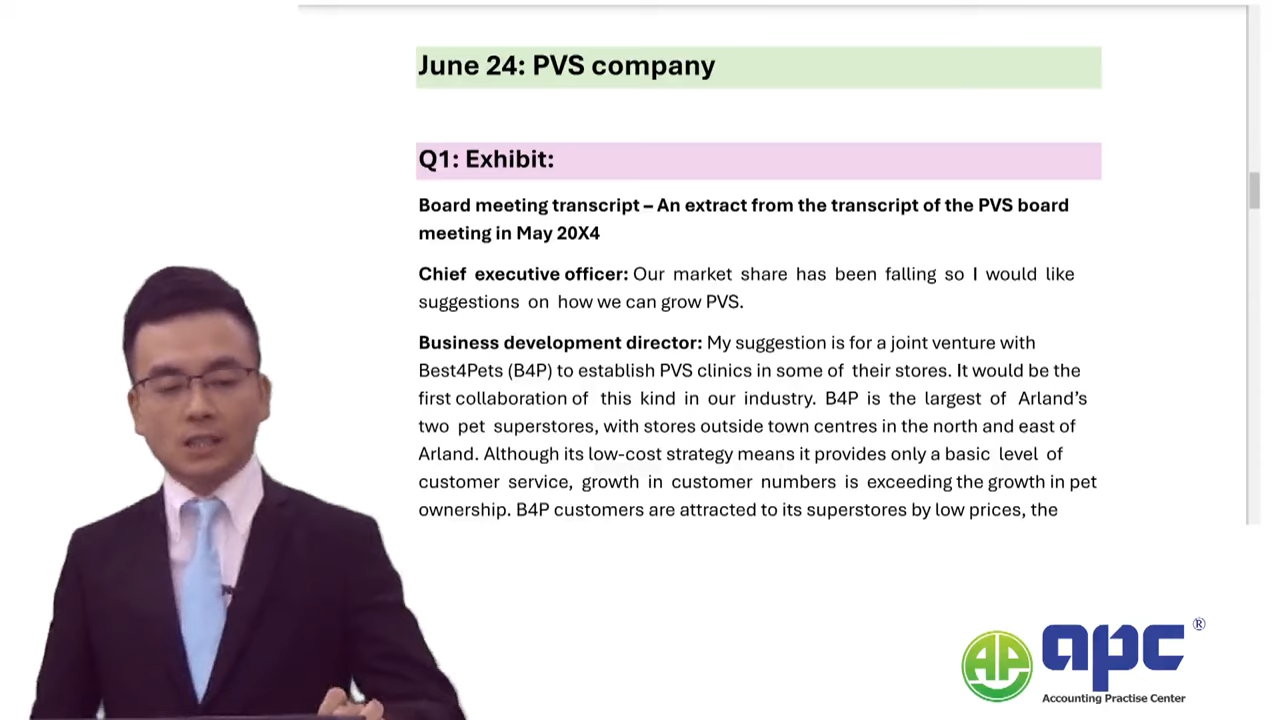 June 24: PVS company
Q1: Exhibit:
Board meeting transcript – An extract from the transcript of the PVS board
meeting in May 20X4
Chief executive officer: Our market share has been falling so I would like
suggestions on how we can grow PVS.
Business development director: My suggestion is for a joint venture with
Best4Pets (B4P) to establish PVS clinics in some of their stores. It would be the
first collaboration of this kind in our industry. B4P is the largest of Arland's
two pet superstores, with stores outside town centres in the north and east of
Arland. Although its low-cost strategy means it provides only a basic level of
customer service, growth in customer numbers is exceeding the growth in pet
ownership. B4P customers are attracted to its superstores by low prices, the
AP
apc ®
Accounting Practise Center